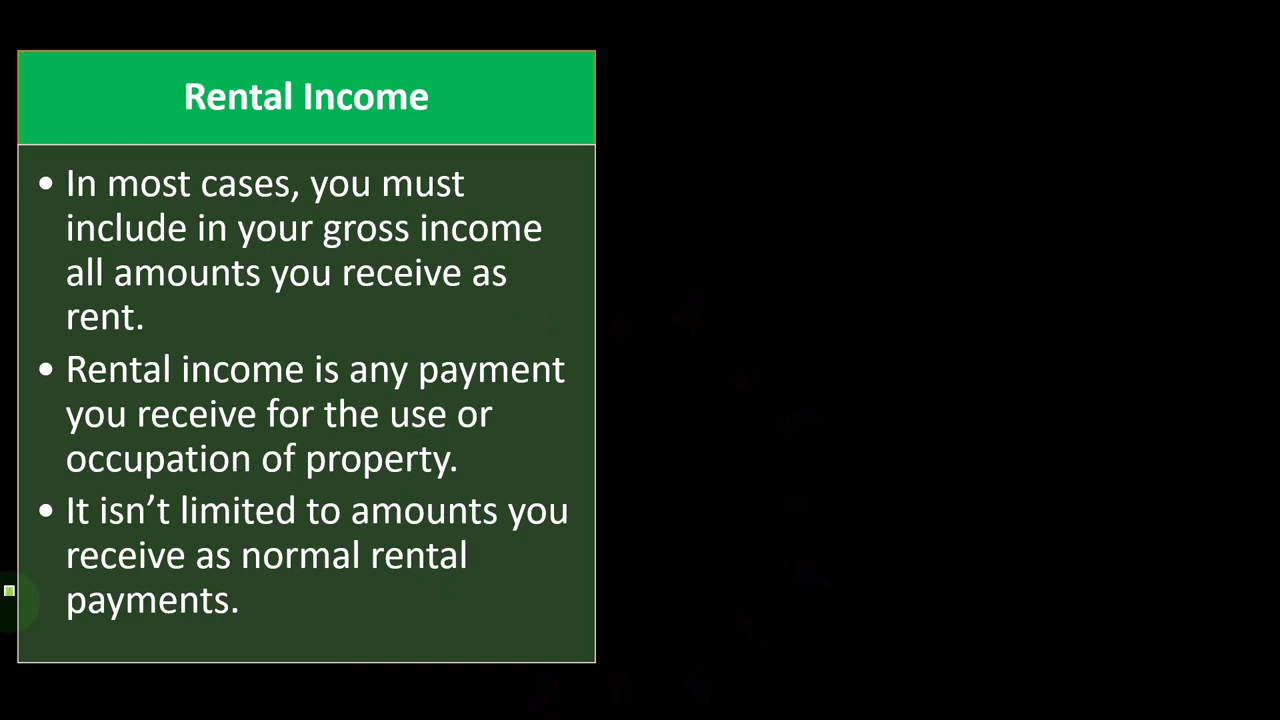 Rental Income
• In most cases, you must
include in your gross income
all amounts you receive as
rent.
• Rental income is any payment
you receive for the use or
occupation of property.
• It isn’t limited to amounts you
receive as normal rental
payments.